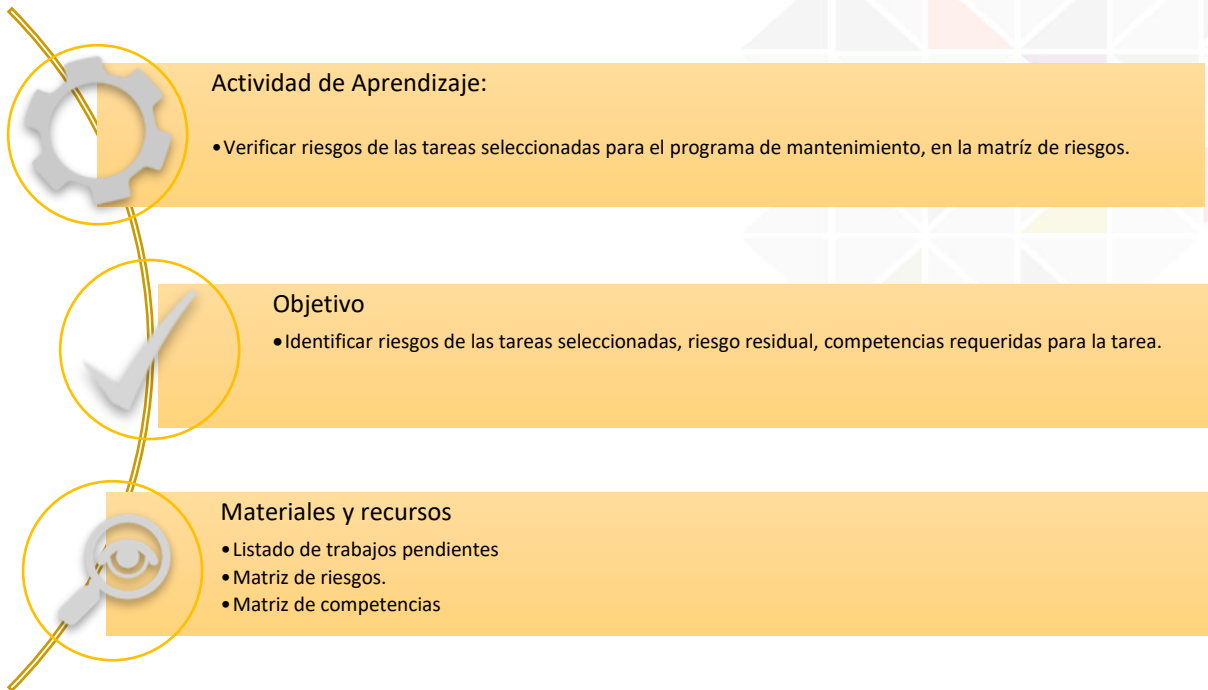 Actividad de Aprendizaje:
•Verificar riesgos de las tareas seleccionadas para el programa de mantenimiento, en la matríz de riesgos.
Objetivo
•Identificar riesgos de las tareas seleccionadas, riesgo residual, competencias requeridas para la tarea.
Materiales y recursos
•Listado de trabajos pendientes
•Matriz de riesgos.
•Matriz de competencias